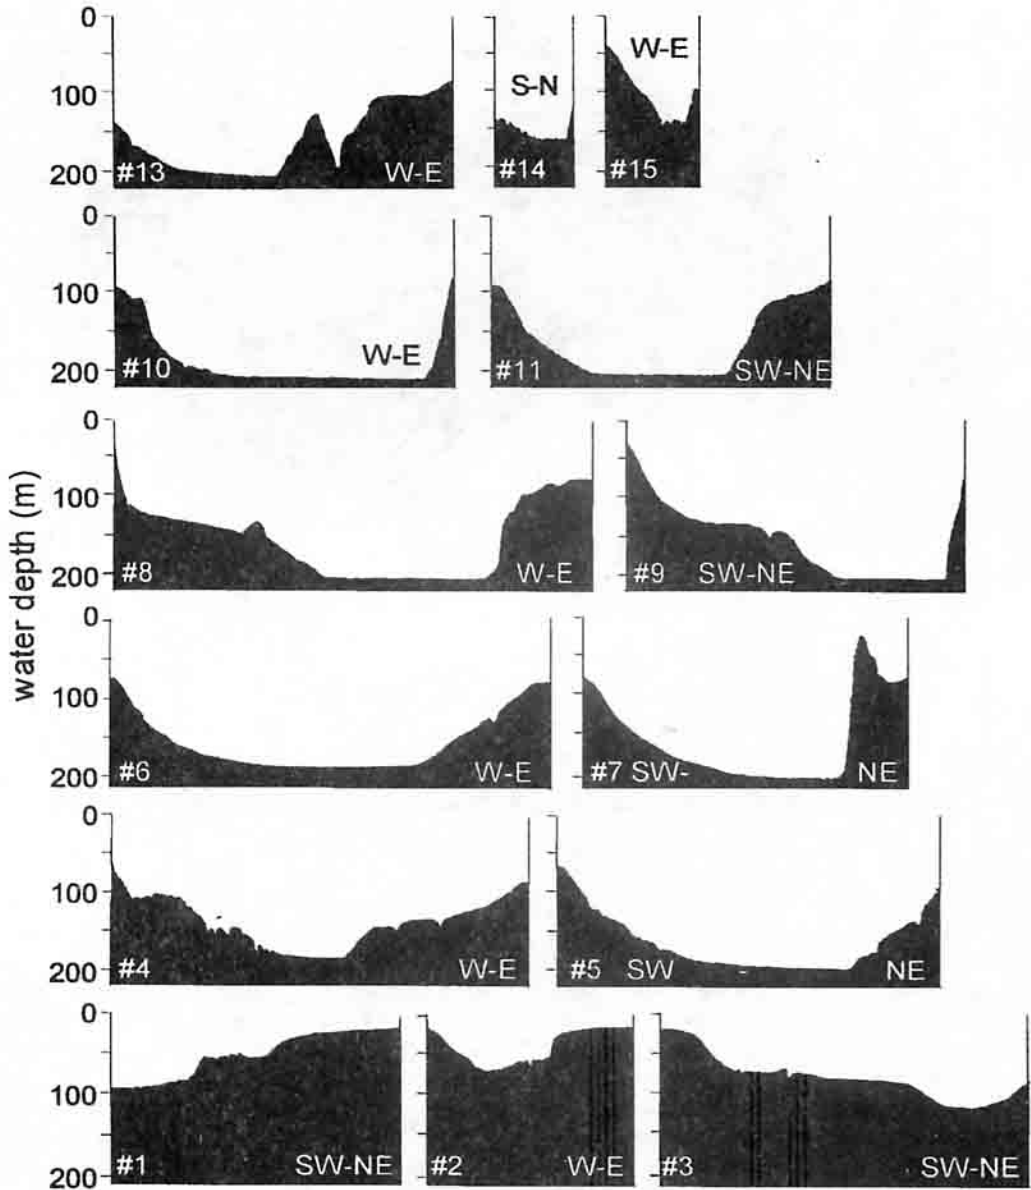 0
100
200
#13 W-E
S-N
#14
W-E
#15
0
100
200
#10 W-E
#11 SW-NE
water depth (m)
0
100
200
#8 W-E
#9 SW-NE
0
100
200
#6 W-E
#7 SW- NE
0
100
200
#4 W-E
#5 SW - NE
0
100
200
#1 SW-NE
#2 W-E
#3 SW-NE